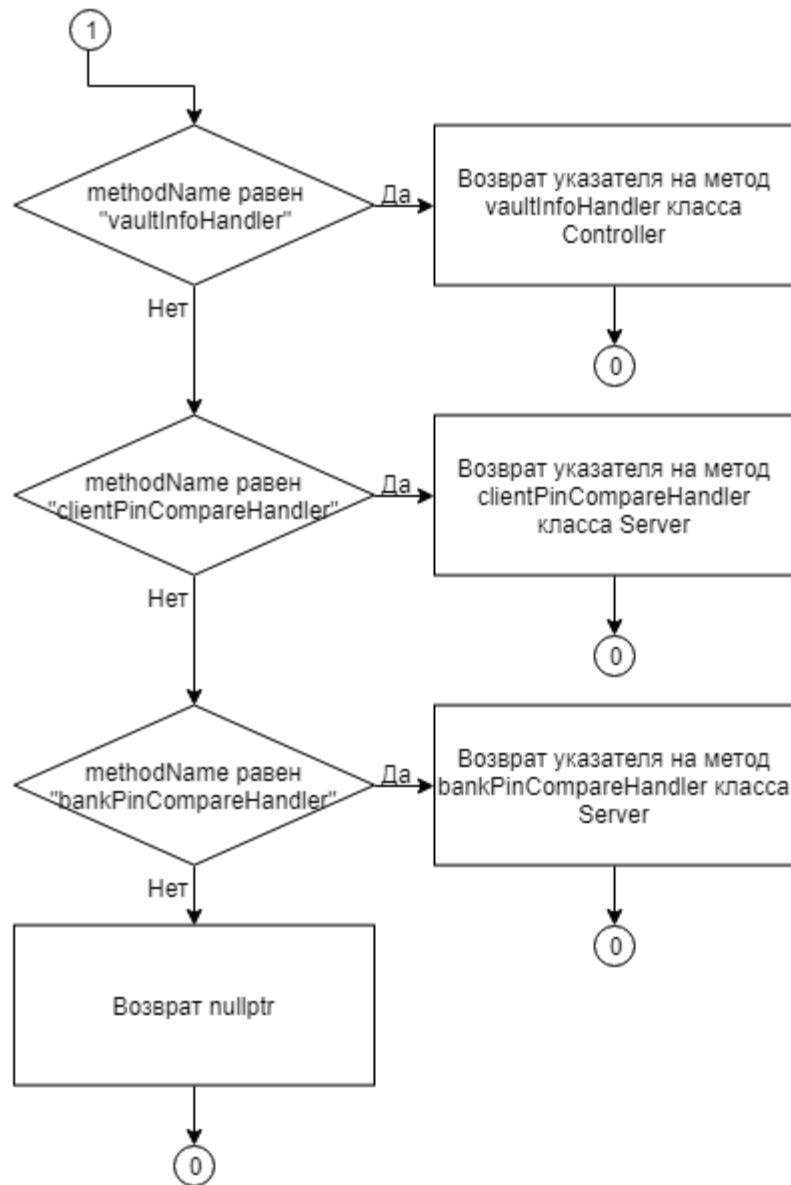 1
methodName равен
"vaultInfoHandler"
Да
Возврат указателя на метод
vaultInfoHandler класса
Controller
Нет
0
methodName равен
"clientPinCompareHandler"
Да
Возврат указателя на метод
clientPinCompareHandler
класса Server
Нет
0
methodName равен
"bankPinCompareHandler"
Да
Возврат указателя на метод
bankPinCompareHandler класса
Server
Нет
0
Возврат nullptr
0